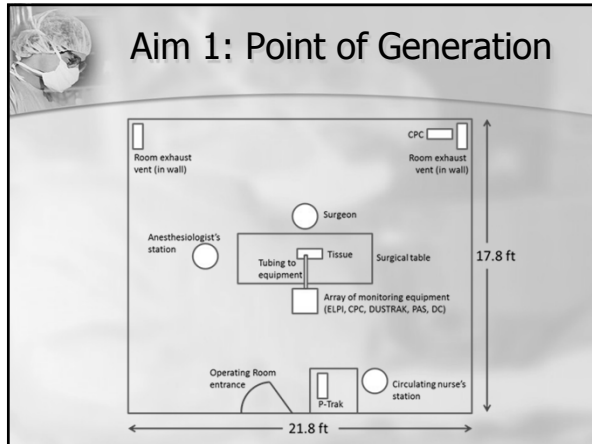 Aim 1: Point of Generation
CPC
Room exhaust
vent (in wall)
Room exhaust
vent (in wall)
Surgeon
Anesthesiologist's
station
Tissue
Tubing to
equipment
Surgical table
17.8 ft
Array of monitoring equipment
(ELPI, CPC, DUSTRAK, PAS, DC)
Operating Room
entrance
P-Trak
Circulating nurse's
station
21.8 ft